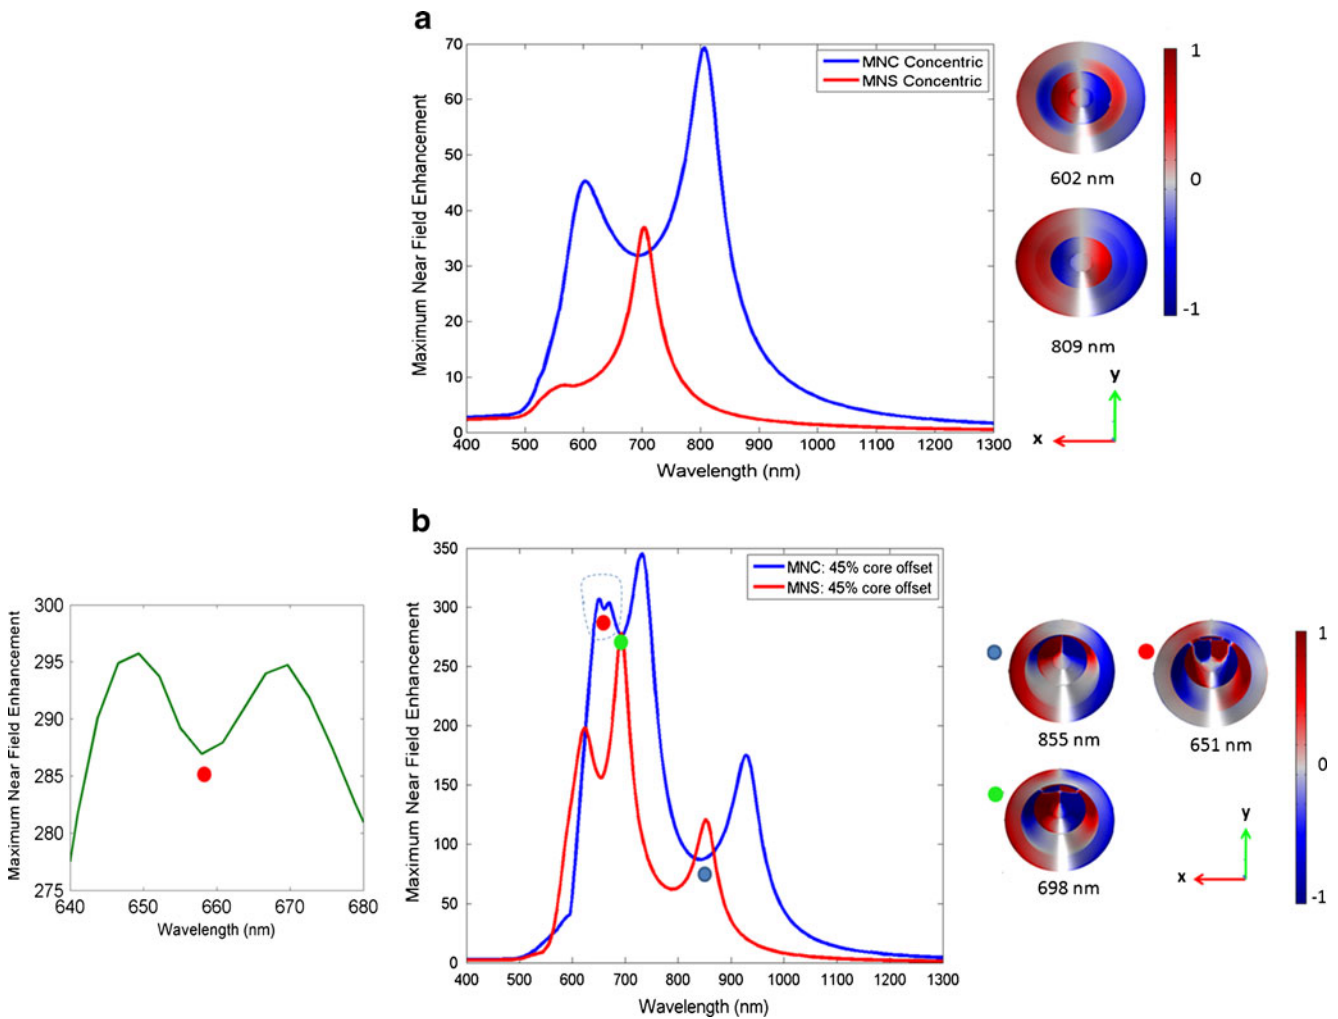 a
70
60
50
40
30
20
10
0
400 500 600 700 800 900 1000 1100 1200 1300
Maximum Near Field Enhancement
Wavelength (nm)
MNC Concentric
MNS Concentric
602 nm
809 nm
1
0
-1
y
x
300
295
290
285
280
275
640 650 660 670 680
Maximum Near Field Enhancement
Wavelength (nm)
b
350
300
250
200
150
100
50
0
400 500 600 700 800 900 1000 1100 1200 1300
Maximum Near Field Enhancement
Wavelength (nm)
MNC: 45% core offset
MNS: 45% core offset
855 nm
651 nm
698 nm
1
0
-1
y
x